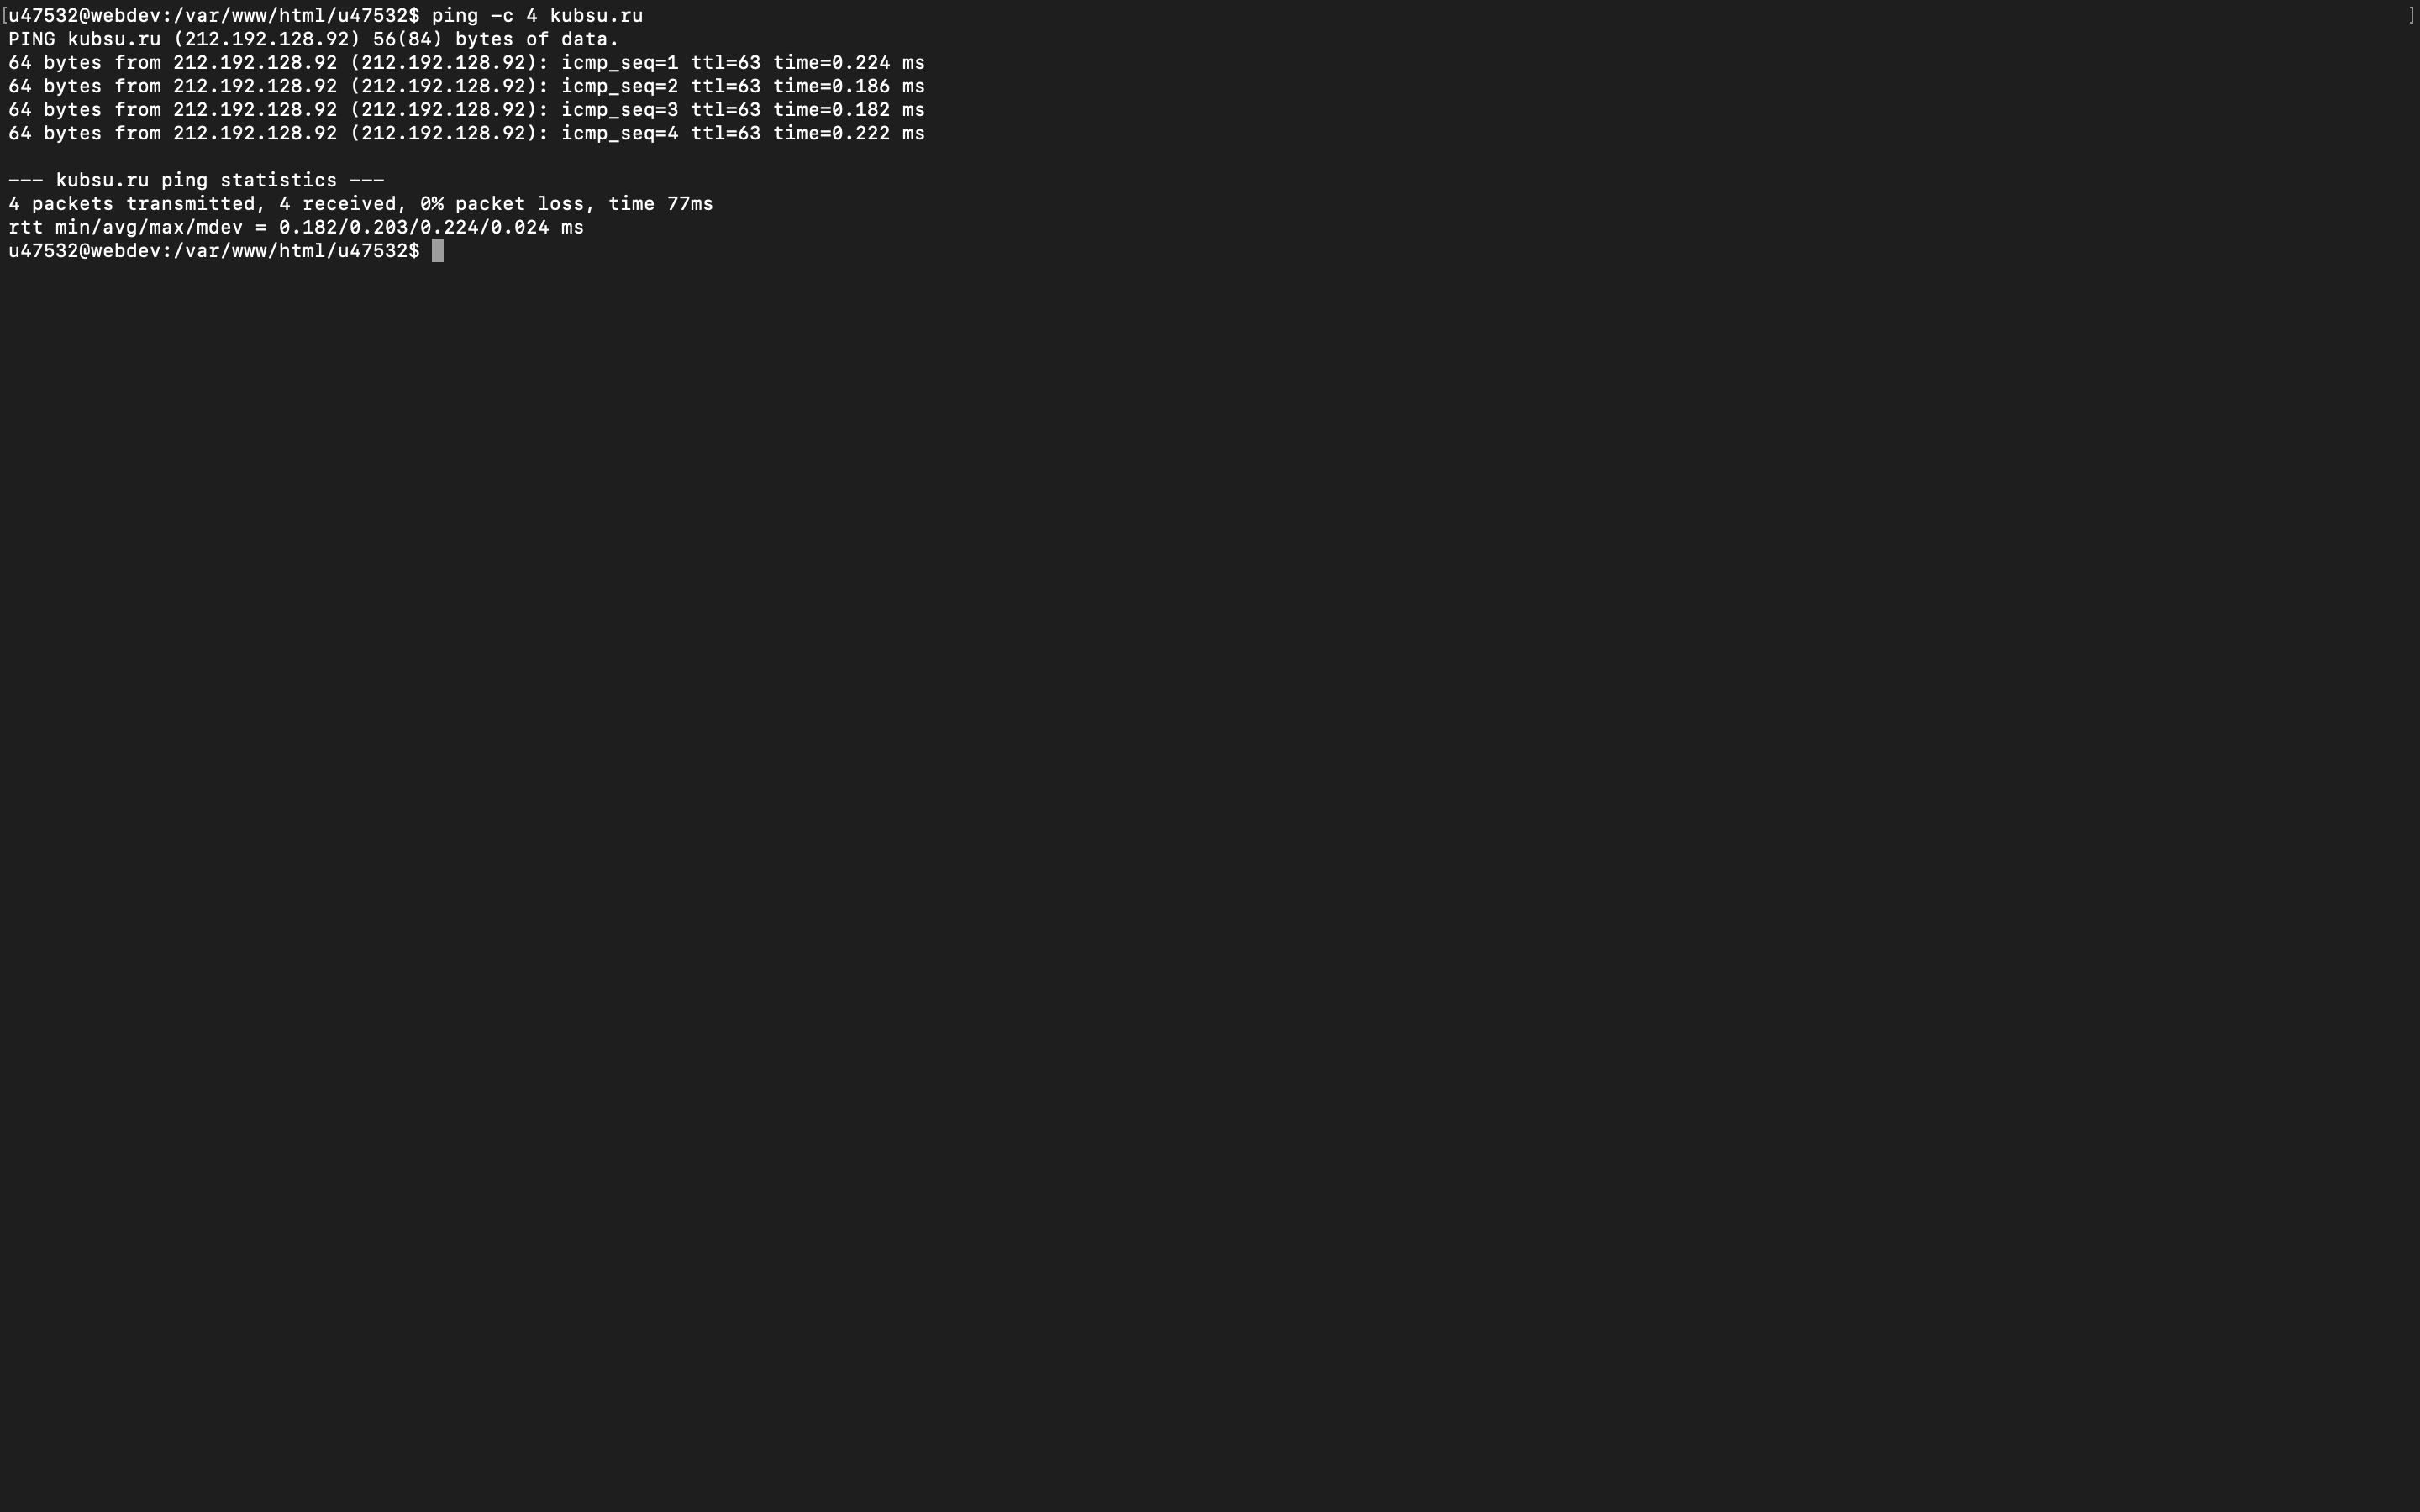 [u47532@webdev:/var/www/html/u47532$ ping -c 4 kubsu.ru ]
PING kubsu.ru (212.192.128.92) 56(84) bytes of data.
64 bytes from 212.192.128.92 (212.192.128.92): icmp_seq=1 ttl=63 time=0.224 ms
64 bytes from 212.192.128.92 (212.192.128.92): icmp_seq=2 ttl=63 time=0.186 ms
64 bytes from 212.192.128.92 (212.192.128.92): icmp_seq=3 ttl=63 time=0.182 ms
64 bytes from 212.192.128.92 (212.192.128.92): icmp_seq=4 ttl=63 time=0.222 ms
--- kubsu.ru ping statistics ---
4 packets transmitted, 4 received, 0% packet loss, time 77ms
rtt min/avg/max/mdev = 0.182/0.203/0.224/0.024 ms
u47532@webdev:/var/www/html/u47532$